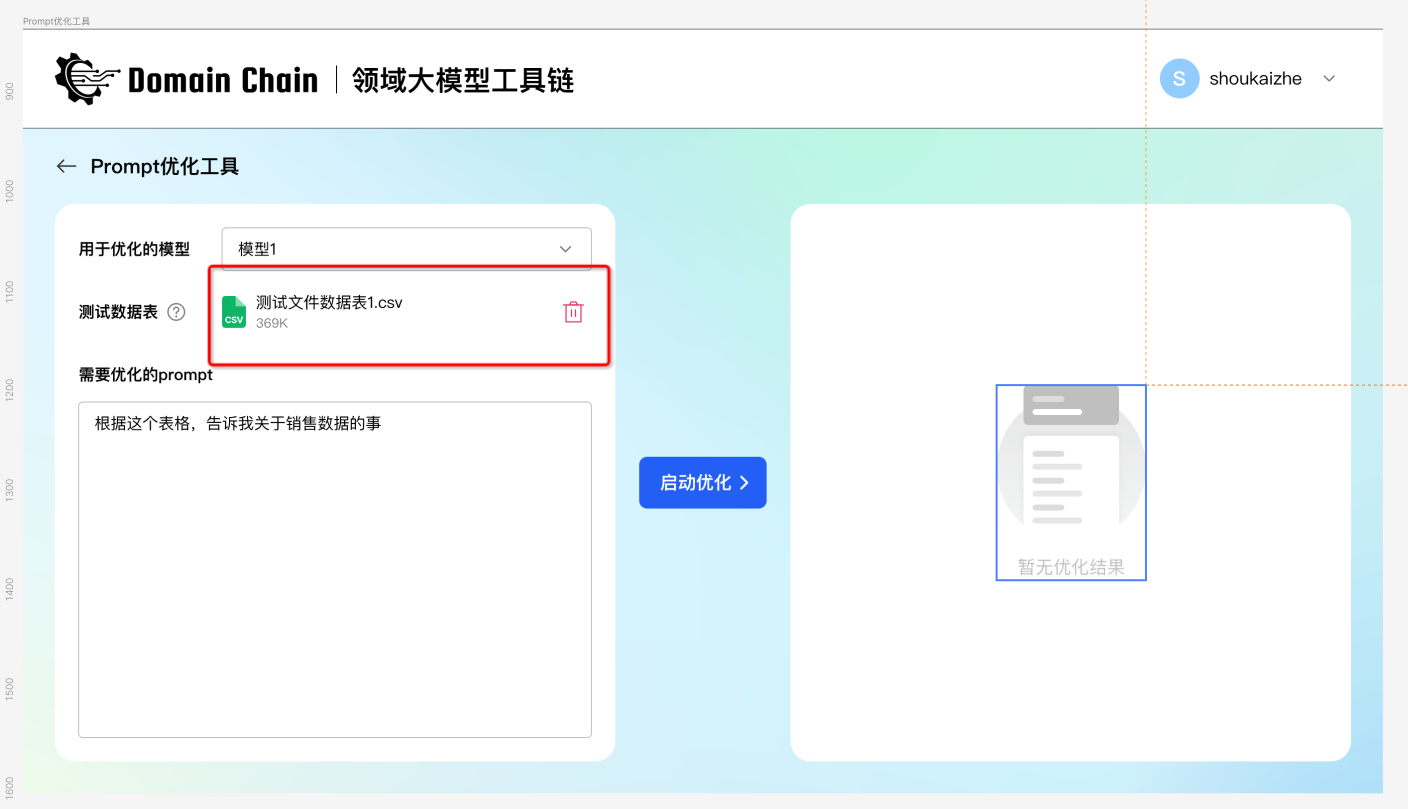 Prompt优化工具
Domain Chain
领域大模型工具链
S
shoukaizhe
Prompt优化工具
用于优化的模型
模型1
测试数据表 ?
CSV
测试文件数据表1.csv
369K
需要优化的prompt
根据这个表格，告诉我关于销售数据的事
启动优化
暂无优化结果
900
1000
1100
1200
1300
1400
1500
1600